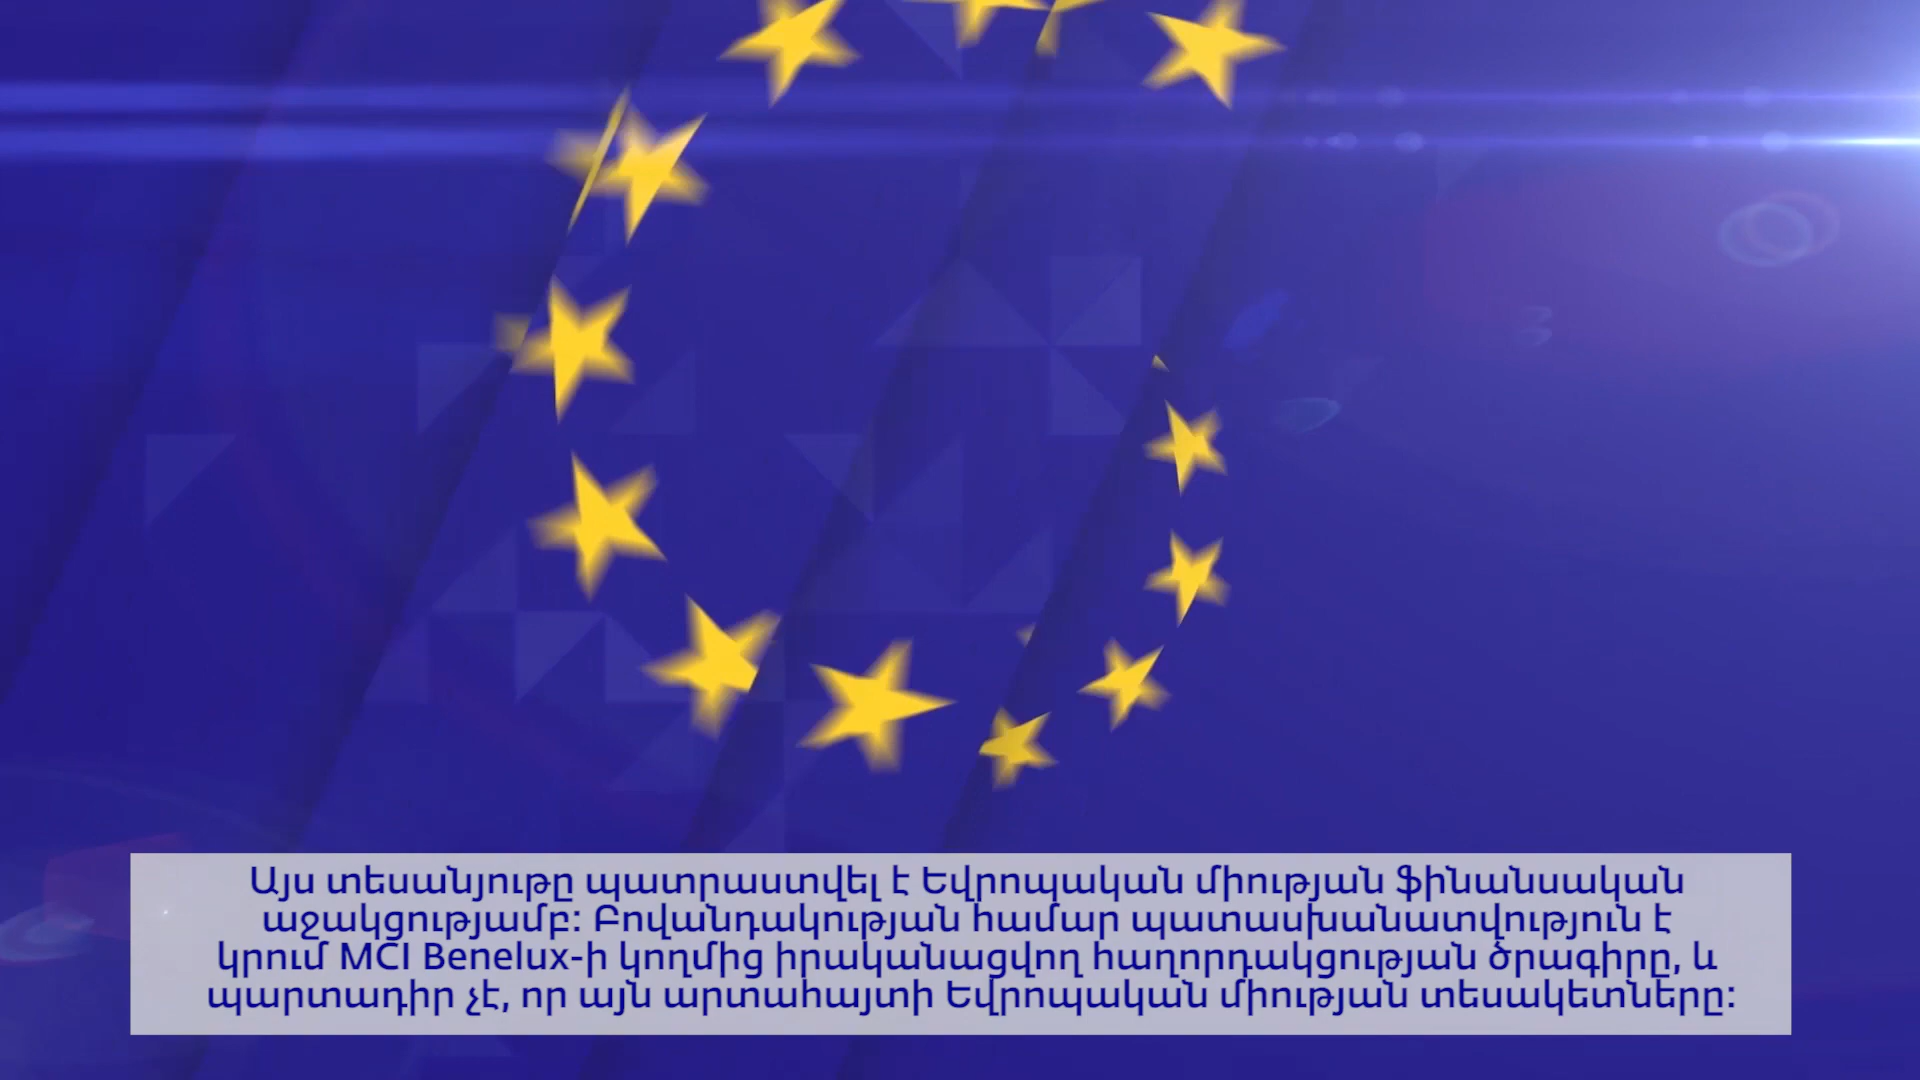 Այս տեսանյութը պատրաստվել է Եվրոպական միության ֆինանսական
աջակցությամբ: Բովանդակության համար պատասխանատվություն է
կրում MCI Benelux-ի կողմից իրականացվող հաղորդակցության ծրագիրը, և
պարտադիր չէ, որ այն արտահայտի Եվրոպական միության տեսակետները: